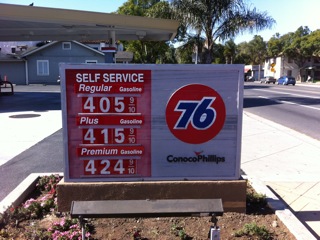 SELF SERVICE
Regular Gasoline
405 9/10
Plus Gasoline
415 9/10
Premium Gasoline
424 9/10
76
ConocoPhillips